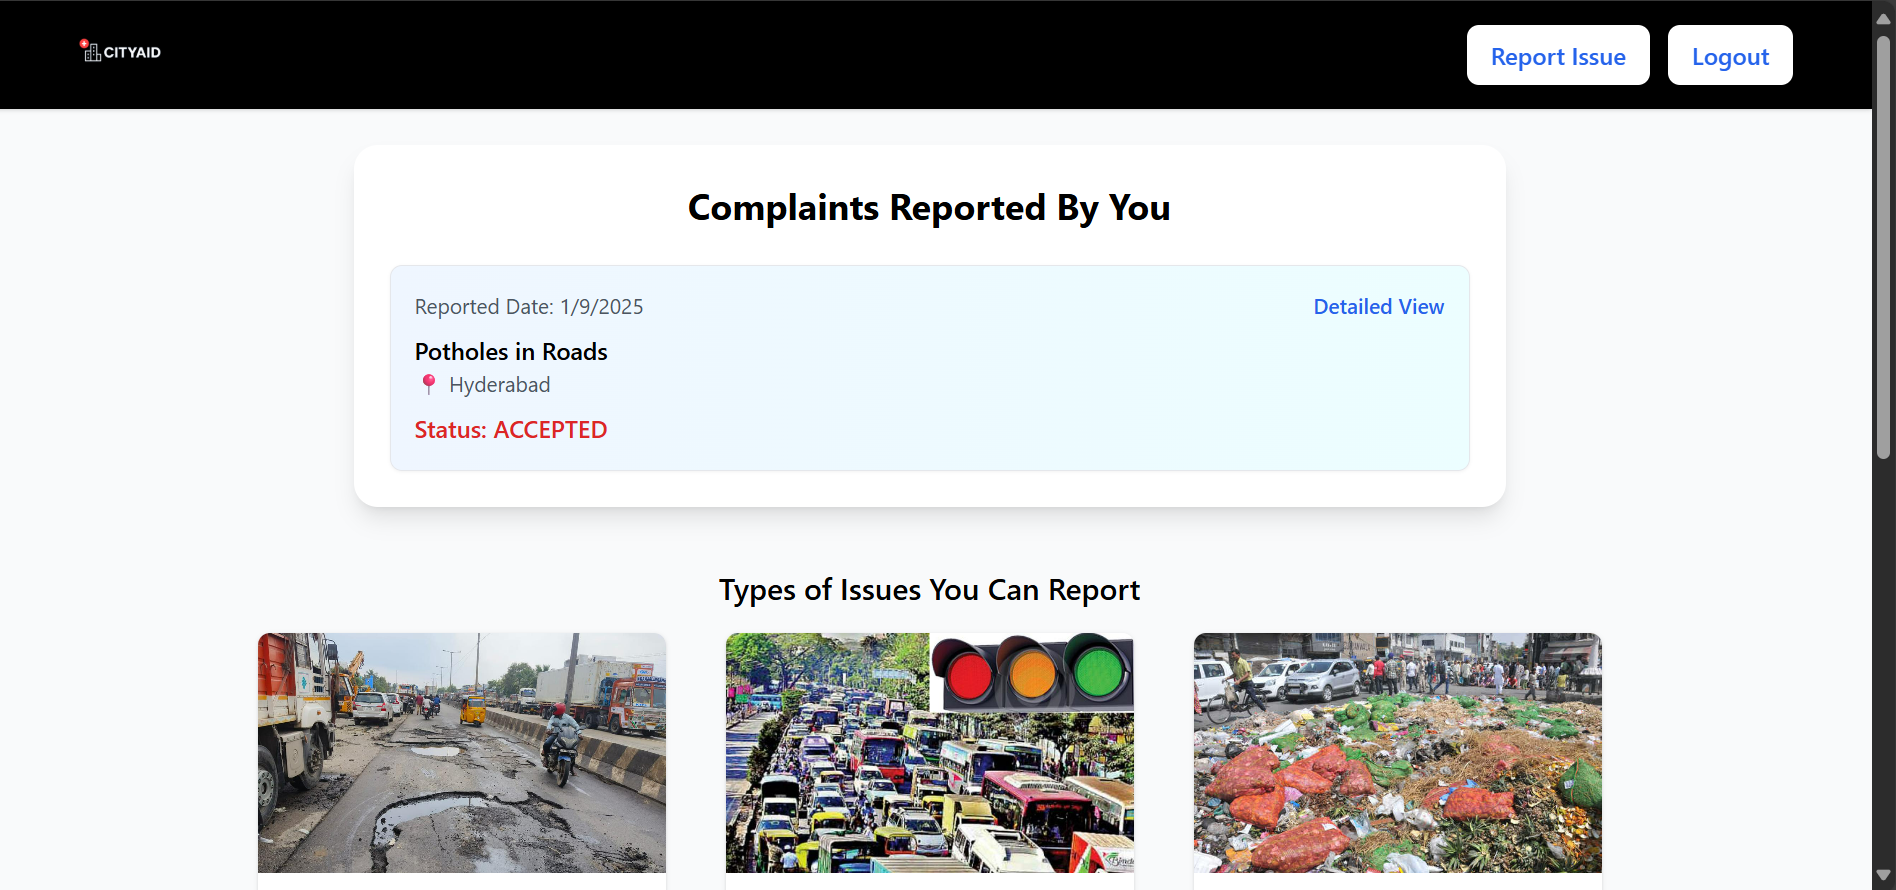 CITYAID
Report Issue
Logout
Complaints Reported By You
Reported Date: 1/9/2025
Detailed View
Potholes in Roads
Hyderabad
Status: ACCEPTED
Types of Issues You Can Report